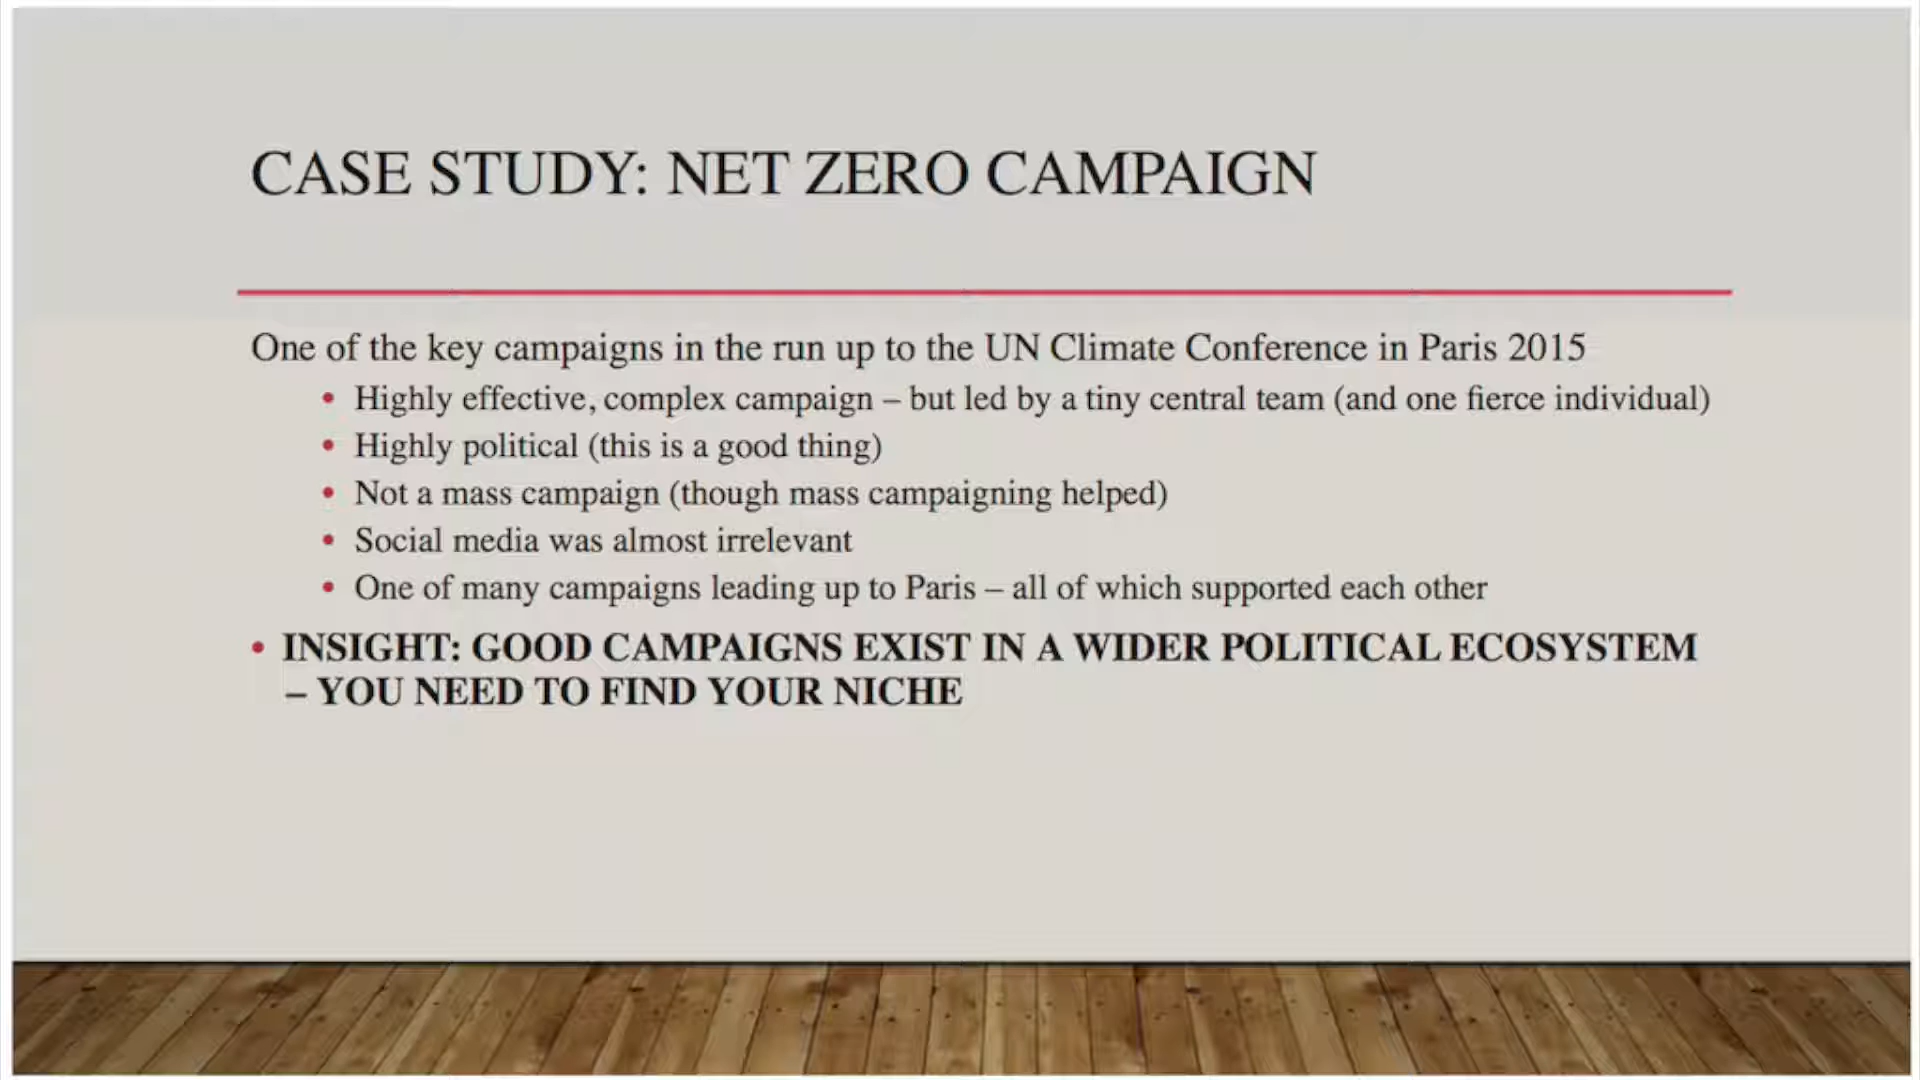 CASE STUDY: NET ZERO CAMPAIGN
One of the key campaigns in the run up to the UN Climate Conference in Paris 2015
• Highly effective, complex campaign – but led by a tiny central team (and one fierce individual)
• Highly political (this is a good thing)
• Not a mass campaign (though mass campaigning helped)
• Social media was almost irrelevant
• One of many campaigns leading up to Paris – all of which supported each other
• INSIGHT: GOOD CAMPAIGNS EXIST IN A WIDER POLITICAL ECOSYSTEM
– YOU NEED TO FIND YOUR NICHE